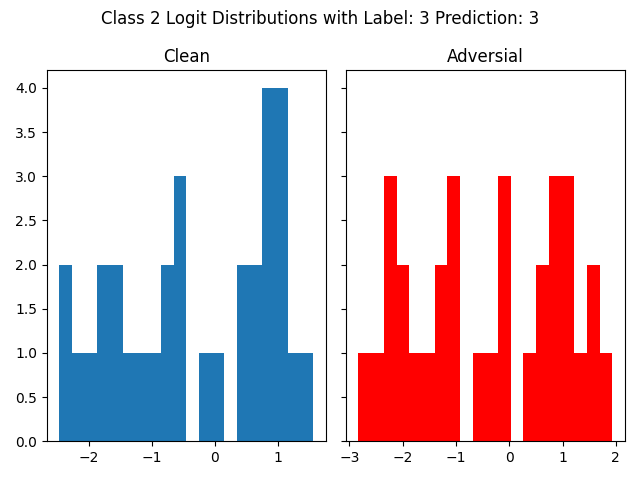 Class 2 Logit Distributions with Label: 3 Prediction: 3
Clean
Adversial
4.0
3.5
3.0
2.5
2.0
1.5
1.0
0.5
0.0
−2 −1 0 1
−3 −2 −1 0 1 2